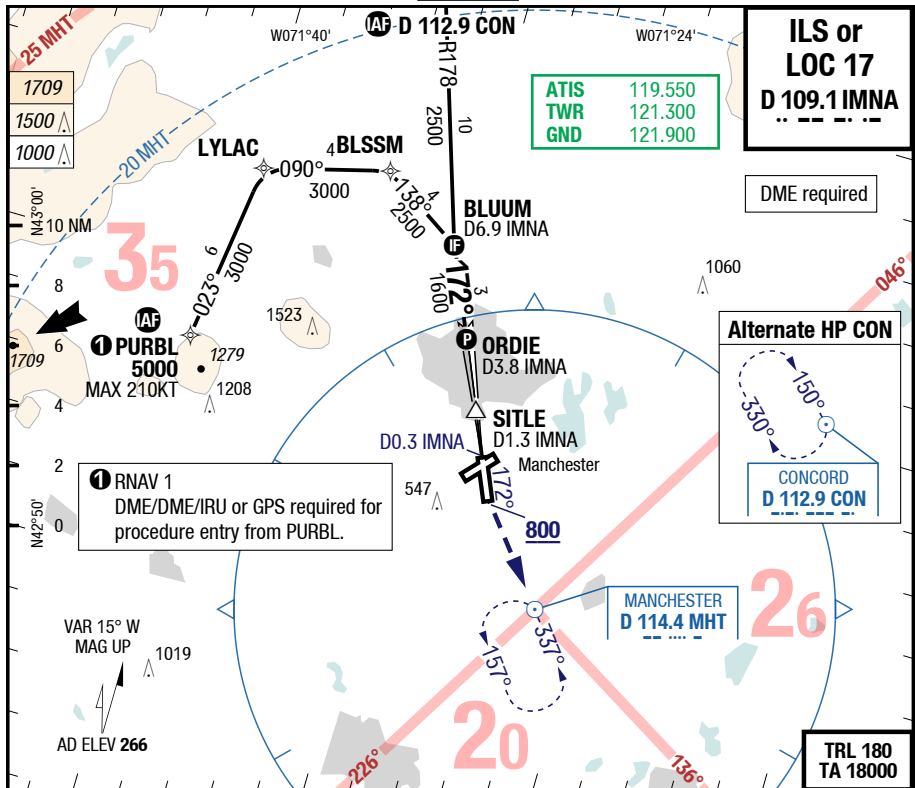 25 MHT
IAF D 112.9 CON
W071°40'
W071°24'
ILS or
LOC 17
D 109.1 IMNA
1709
1500
1000
ATIS 119.550
TWR 121.300
GND 121.900
R178
2500
10
20 MHT
LYLAC
090°
4
3000
BLSSM
138°
4
2500
DME required
N43°00'
10 NM
8
6
4
2
0
N42°50'
35
BLUUM
D6.9 IMNA
IF
172°
3
1600
023°
6
3000
IAF
1 PURBL
5000
MAX 210KT
1709
1279
1208
1523
1060
046°
P
ORDIE
D3.8 IMNA
SITLE
D1.3 IMNA
D0.3 IMNA
Manchester
172°
547
800
Alternate HP CON
150°
330°
CONCORD
D 112.9 CON
1 RNAV 1
DME/DME/IRU or GPS required for
procedure entry from PURBL.
MANCHESTER
D 114.4 MHT
26
337°
157°
20
VAR 15° W
MAG UP
1019
AD ELEV 266
226°
136°
TRL 180
TA 18000